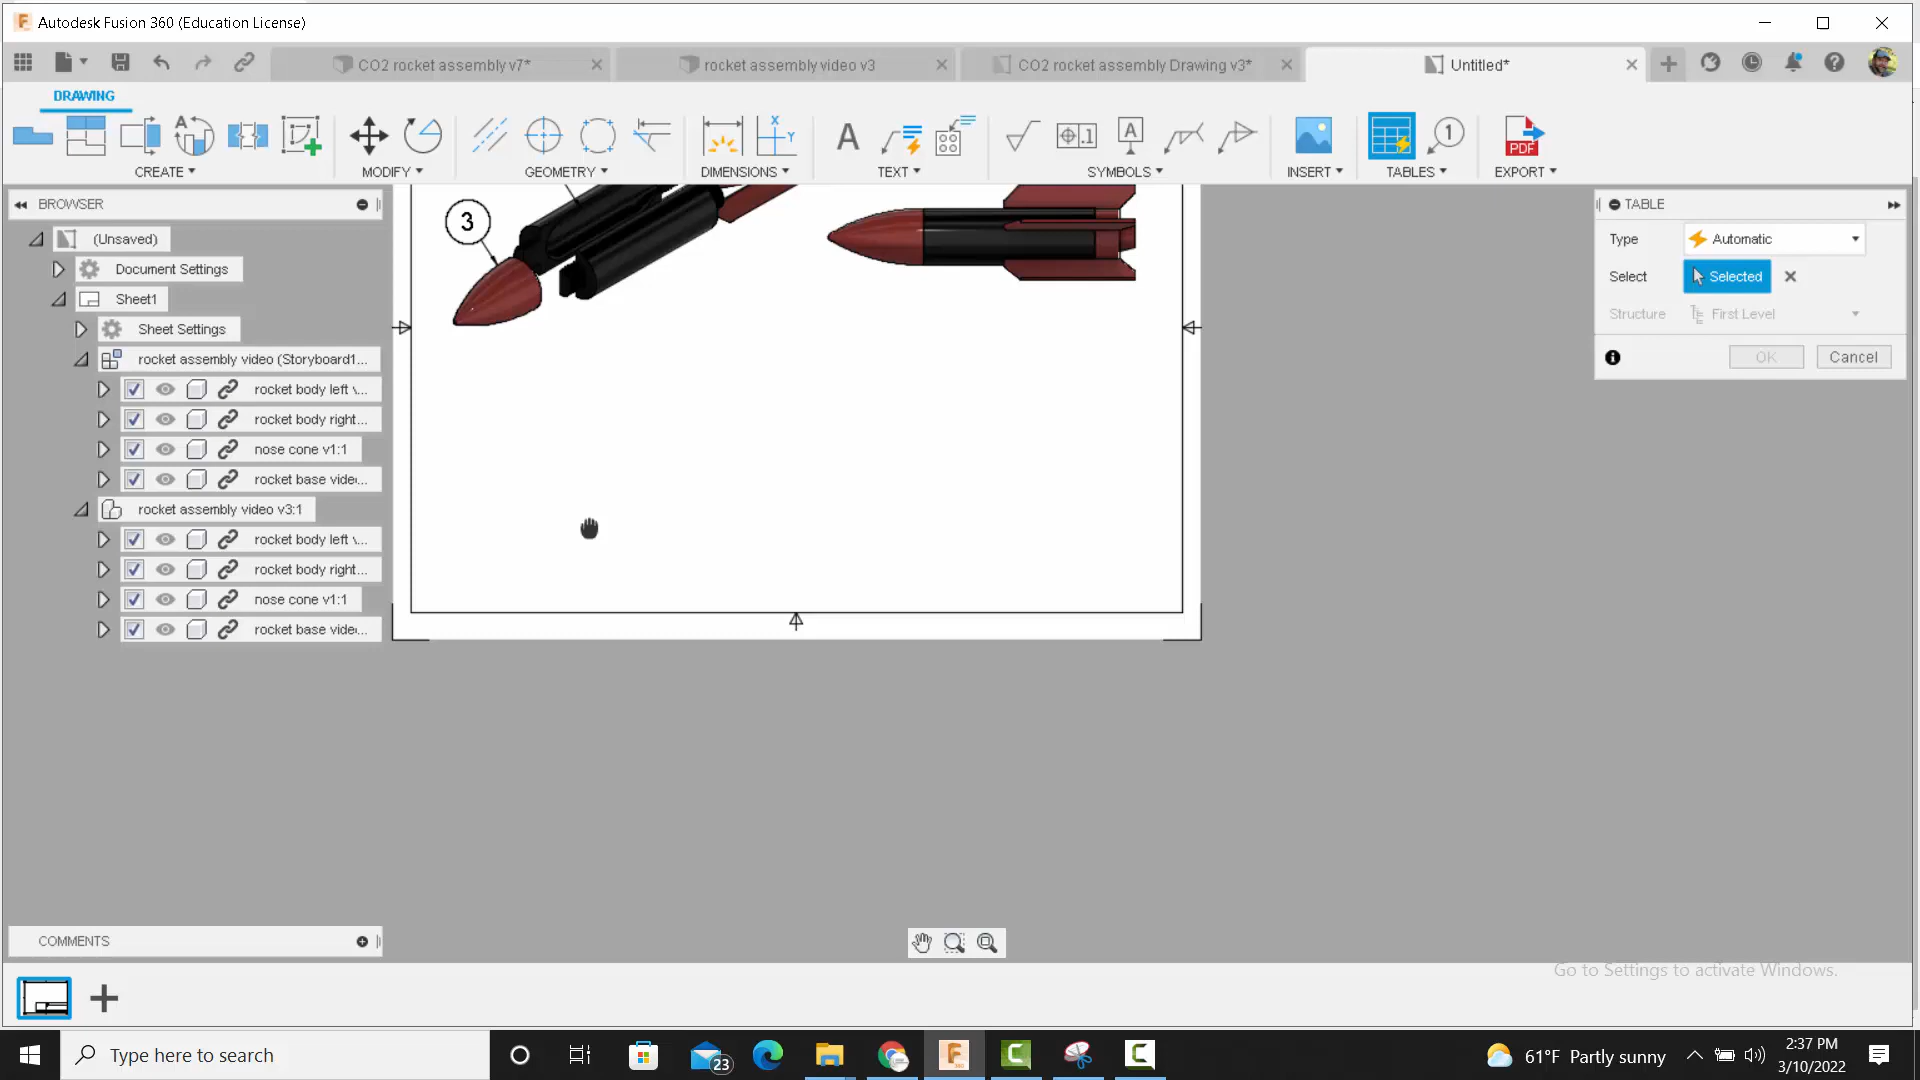 Autodesk Fusion 360 (Education License)
CO2 rocket assembly v7*
rocket assembly video v3
CO2 rocket assembly Drawing v3*
Untitled*
DRAWING
A
X
Y
A
.1
A
1
PDF
CREATE
MODIFY
GEOMETRY
DIMENSIONS
TEXT
SYMBOLS
INSERT
TABLES
EXPORT
BROWSER
(Unsaved)
Document Settings
Sheet1
Sheet Settings
rocket assembly video (Storyboard1...
rocket body left v...
rocket body right...
nose cone v1:1
rocket base vide...
rocket assembly video v3:1
rocket body left v...
rocket body right...
nose cone v1:1
rocket base vide...
3
TABLE
Type
Automatic
Select
Selected
Structure
First Level
OK
Cancel
COMMENTS
Go to Settings to activate Windows.
Type here to search
23
F
360
C
C
61°F Partly sunny
2:37 PM
3/10/2022